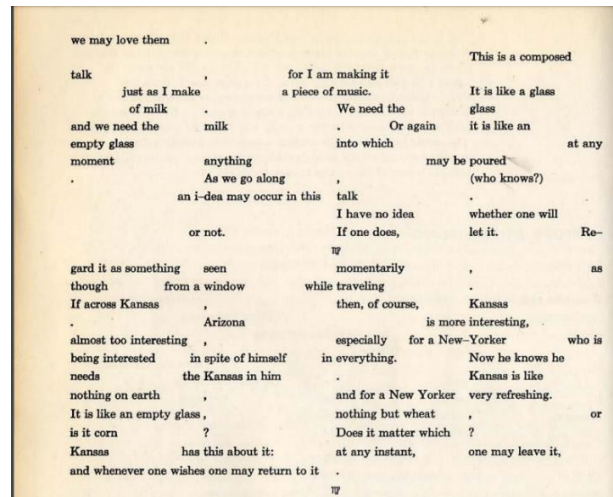 we may love them .
This is a composed
talk , for I am making it
just as I make a piece of music. It is like a glass
of milk . We need the glass
and we need the milk . Or again it is like an
empty glass into which at any
moment anything may be poured
. As we go along , (who knows?)
an i–dea may occur in this talk .
I have no idea whether one will
or not. If one does, let it. Re–
gard it as something seen momentarily , as
though from a window while traveling .
If across Kansas , then, of course, Kansas
. Arizona is more interesting,
almost too interesting , especially for a New–Yorker who is
being interested in spite of himself in everything. Now he knows he
needs the Kansas in him . Kansas is like
nothing on earth , and for a New Yorker very refreshing.
It is like an empty glass , nothing but wheat , or
is it corn ? Does it matter which ?
Kansas has this about it: at any instant, one may leave it,
and whenever one wishes one may return to it .